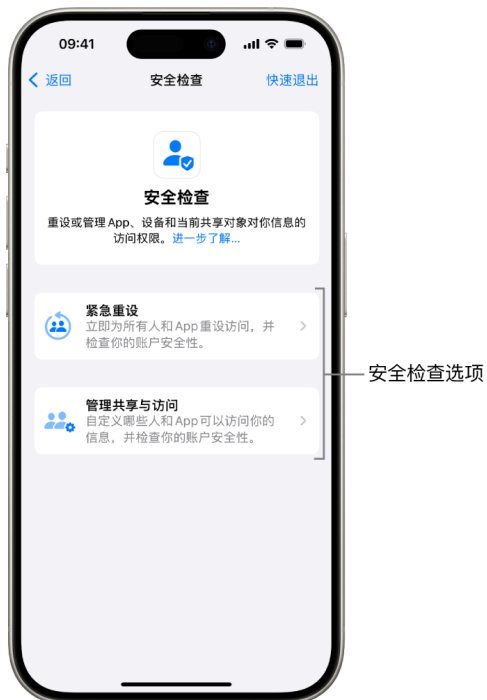 09:41
返回
安全检查
快速退出
安全检查
重设或管理 App、设备和当前共享对象对你信息的
访问权限。进一步了解...
紧急重设
立即为所有人和 App 重设访问，并
检查你的账户安全性。
管理共享与访问
自定义哪些人和 App 可以访问你的
信息，并检查你的账户安全性。
安全检查选项